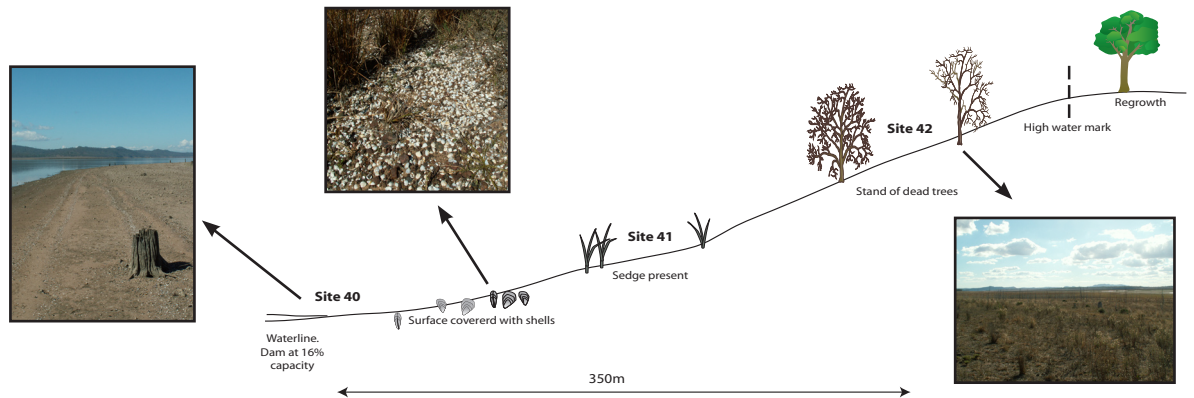 Site 40
Waterline.
Dam at 16%
capacity
Surface covererd with shells
Site 41
Sedge present
Site 42
Stand of dead trees
High water mark
Regrowth
350m